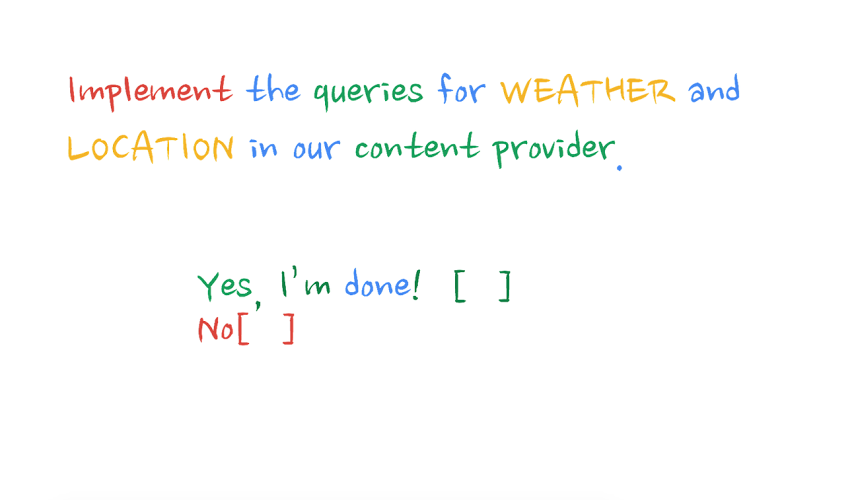 Implement the queries for WEATHER and
LOCATION in our content provider.
Yes, I'm done! [ ]
No[ ]